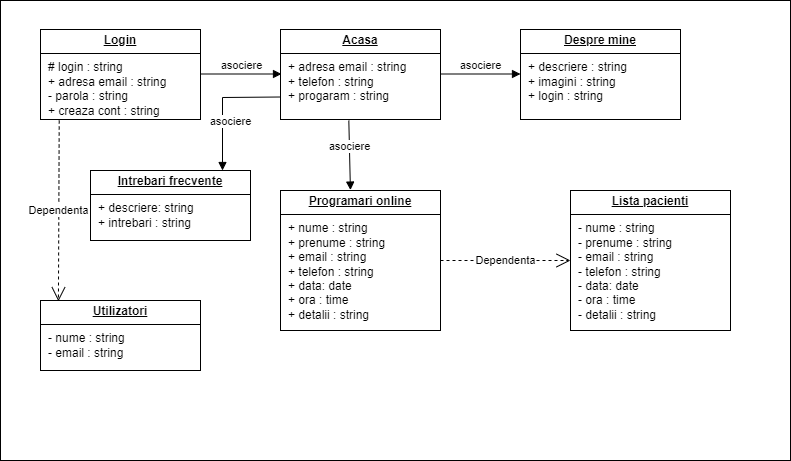 Login
# login : string
+ adresa email : string
- parola : string
+ creaza cont : string
asociere
Acasa
+ adresa email : string
+ telefon : string
+ progaram : string
asociere
Despre mine
+ descriere : string
+ imagini : string
+ login : string
asociere
asociere
Intrebari frecvente
+ descriere: string
+ intrebari : string
Dependenta
Programari online
+ nume : string
+ prenume : string
+ email : string
+ telefon : string
+ data: date
+ ora : time
+ detalii : string
Dependenta
Lista pacienti
- nume : string
- prenume : string
- email : string
- telefon : string
- data: date
- ora : time
- detalii : string
Utilizatori
- nume : string
- email : string